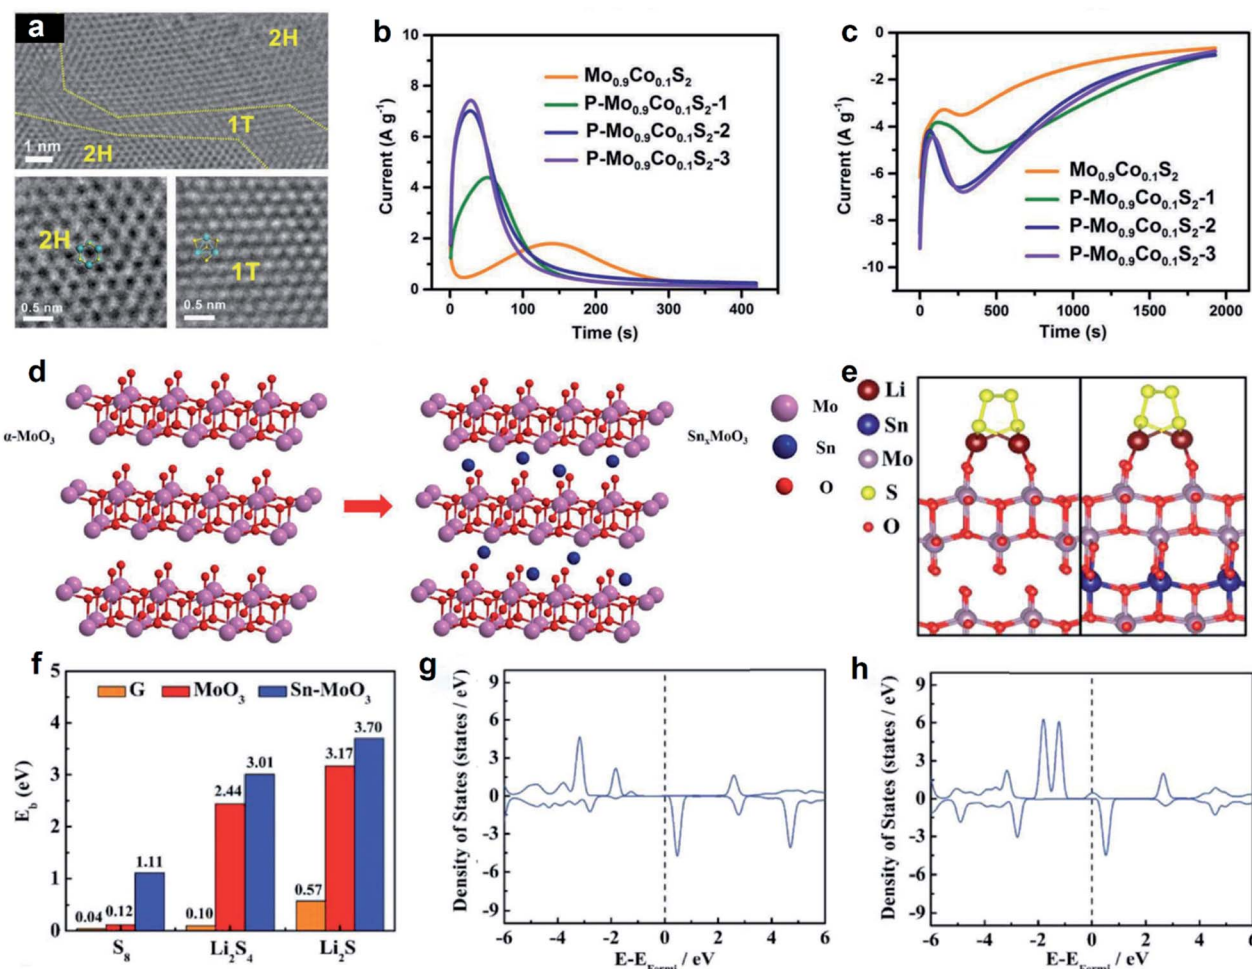 a
2H
1T
2H
1 nm
2H
0.5 nm
1T
0.5 nm
b
10
8
6
4
2
0
Current (A g⁻¹)
Mo₀.₉Co₀.₁S₂
P-Mo₀.₉Co₀.₁S₂-1
P-Mo₀.₉Co₀.₁S₂-2
P-Mo₀.₉Co₀.₁S₂-3
0 100 200 300 400
Time (s)
c
0
-2
-4
-6
-8
-10
Current (A g⁻¹)
Mo₀.₉Co₀.₁S₂
P-Mo₀.₉Co₀.₁S₂-1
P-Mo₀.₉Co₀.₁S₂-2
P-Mo₀.₉Co₀.₁S₂-3
0 500 1000 1500 2000
Time (s)
d
α-MoO₃
SnₓMoO₃
Mo
Sn
O
e
Li
Sn
Mo
S
O
f
5
4
3
2
1
0
E_b (eV)
G MoO₃ Sn-MoO₃
0.04 0.12 1.11
0.10 2.44 3.01
0.57 3.17 3.70
S₈ Li₂S₄ Li₂S
g
9
6
3
0
-3
-6
-9
Density of States (states / eV)
-6 -4 -2 0 2 4 6
E-E_Fermi / eV
h
9
6
3
0
-3
-6
-9
Density of States (states / eV)
-6 -4 -2 0 2 4 6
E-E_Fermi / eV